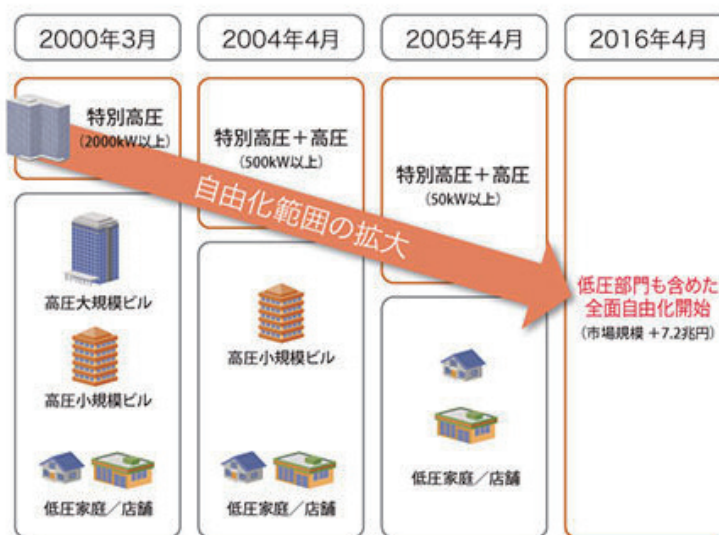 2000年3月
2004年4月
2005年4月
2016年4月
特別高圧
(2000kW以上)
特別高圧+高圧
(500kW以上)
特別高圧+高圧
(50kW以上)
自由化範囲の拡大
低圧部門も含めた
全面自由化開始
(市場規模 +7.2兆円)
高圧大規模ビル
高圧小規模ビル
低圧家庭/店舗
高圧小規模ビル
低圧家庭/店舗
低圧家庭/店舗